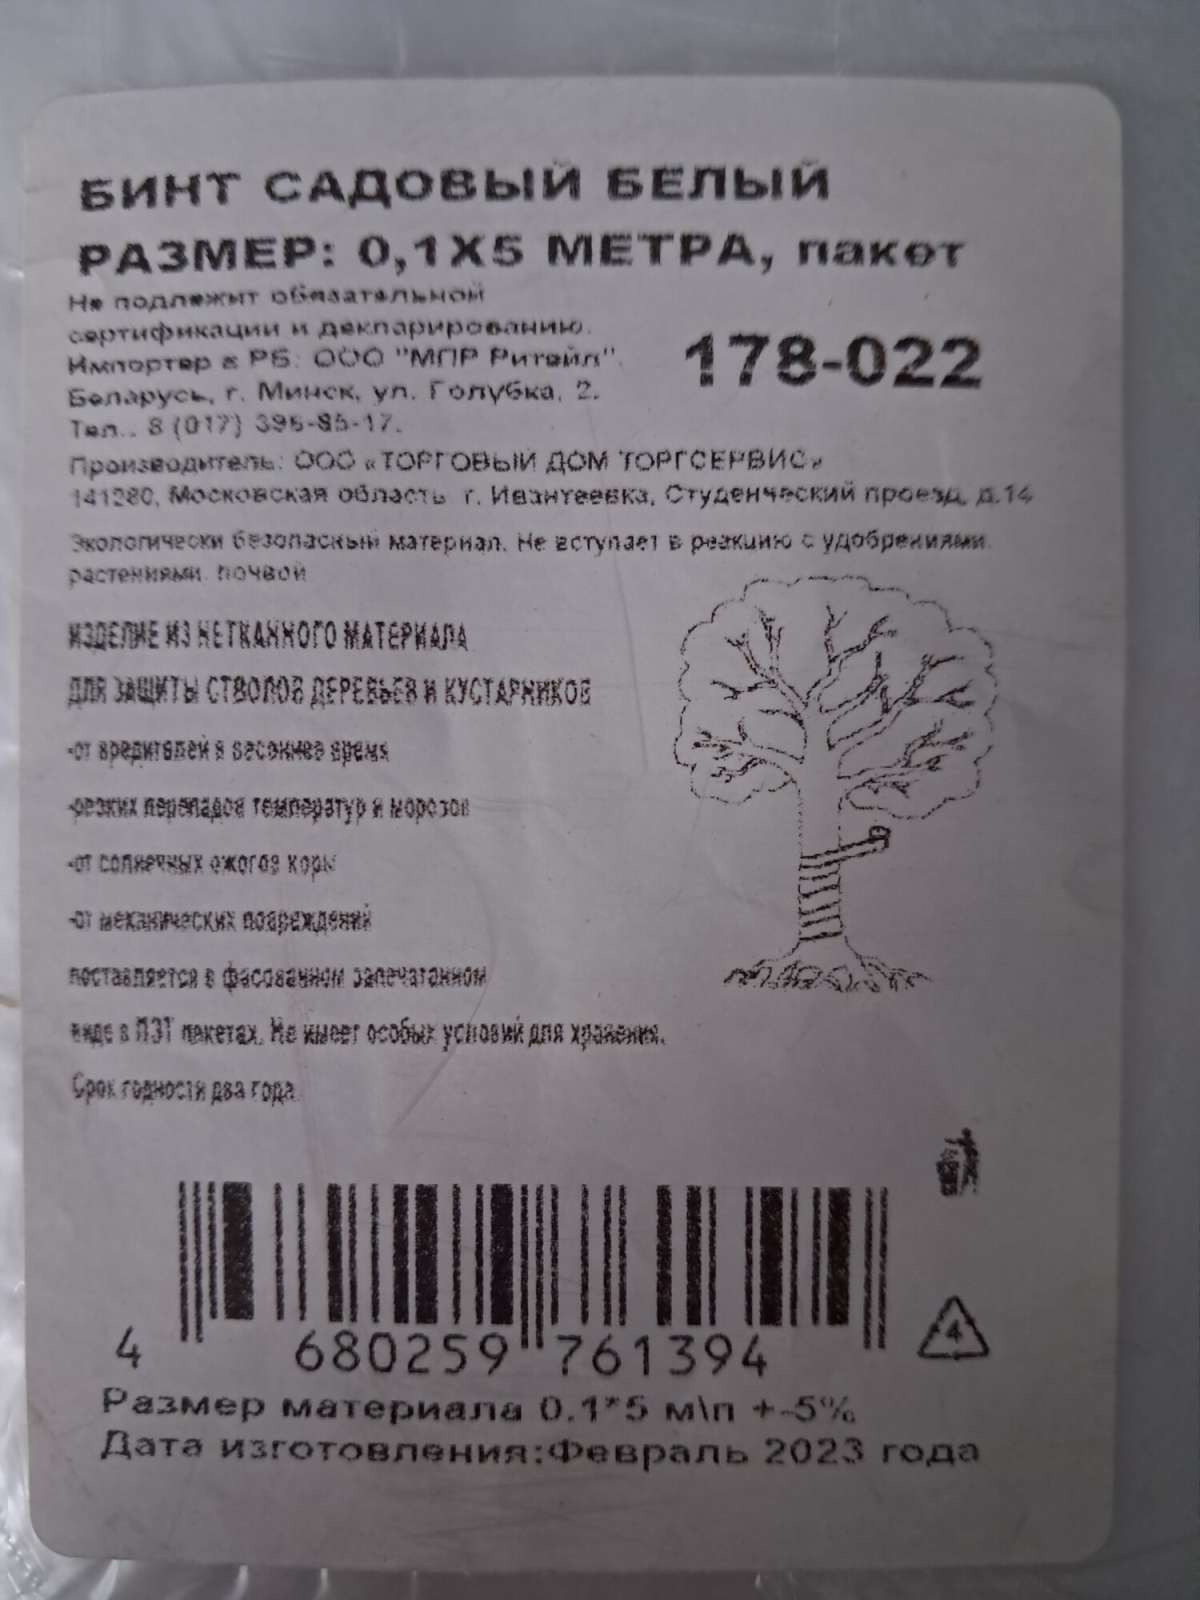 БИНТ САДОВЫЙ БЕЛЫЙ
РАЗМЕР: 0,1X5 МЕТРА, пакет
Не подлежит обязательной
сертификации и декларированию.
Импортер в РБ: ООО "МПР Ритейл".
Беларусь, г. Минск, ул. Голубка, 2.
Тел.: 8 (017) 395-85-17.
178-022
Производитель: ООО «ТОРГОВЫЙ ДОМ ТОРГСЕРВИС»
141280, Московская область г. Ивантеевка, Студенческий проезд, д.14
Экологически безопасный материал. Не вступает в реакцию с удобрениями,
растениями, почвой
ИЗДЕЛИЕ ИЗ НЕТКАННОГО МАТЕРИАЛА
ДЛЯ ЗАЩИТЫ СТВОЛОВ ДЕРЕВЬЕВ И КУСТАРНИКОВ
-от вредителей в весеннее время
-резких перепадов температур и морозов
-от солнечных ожогов коры
-от механических повреждений
поставляется в фасованном запечатанном
виде в ПЭТ пакетах. Не имеет особых условий для хранения.
Срок годности два года
4 680259 761394
4
Размер материала 0.1*5 м\п +-5%
Дата изготовления:Февраль 2023 года